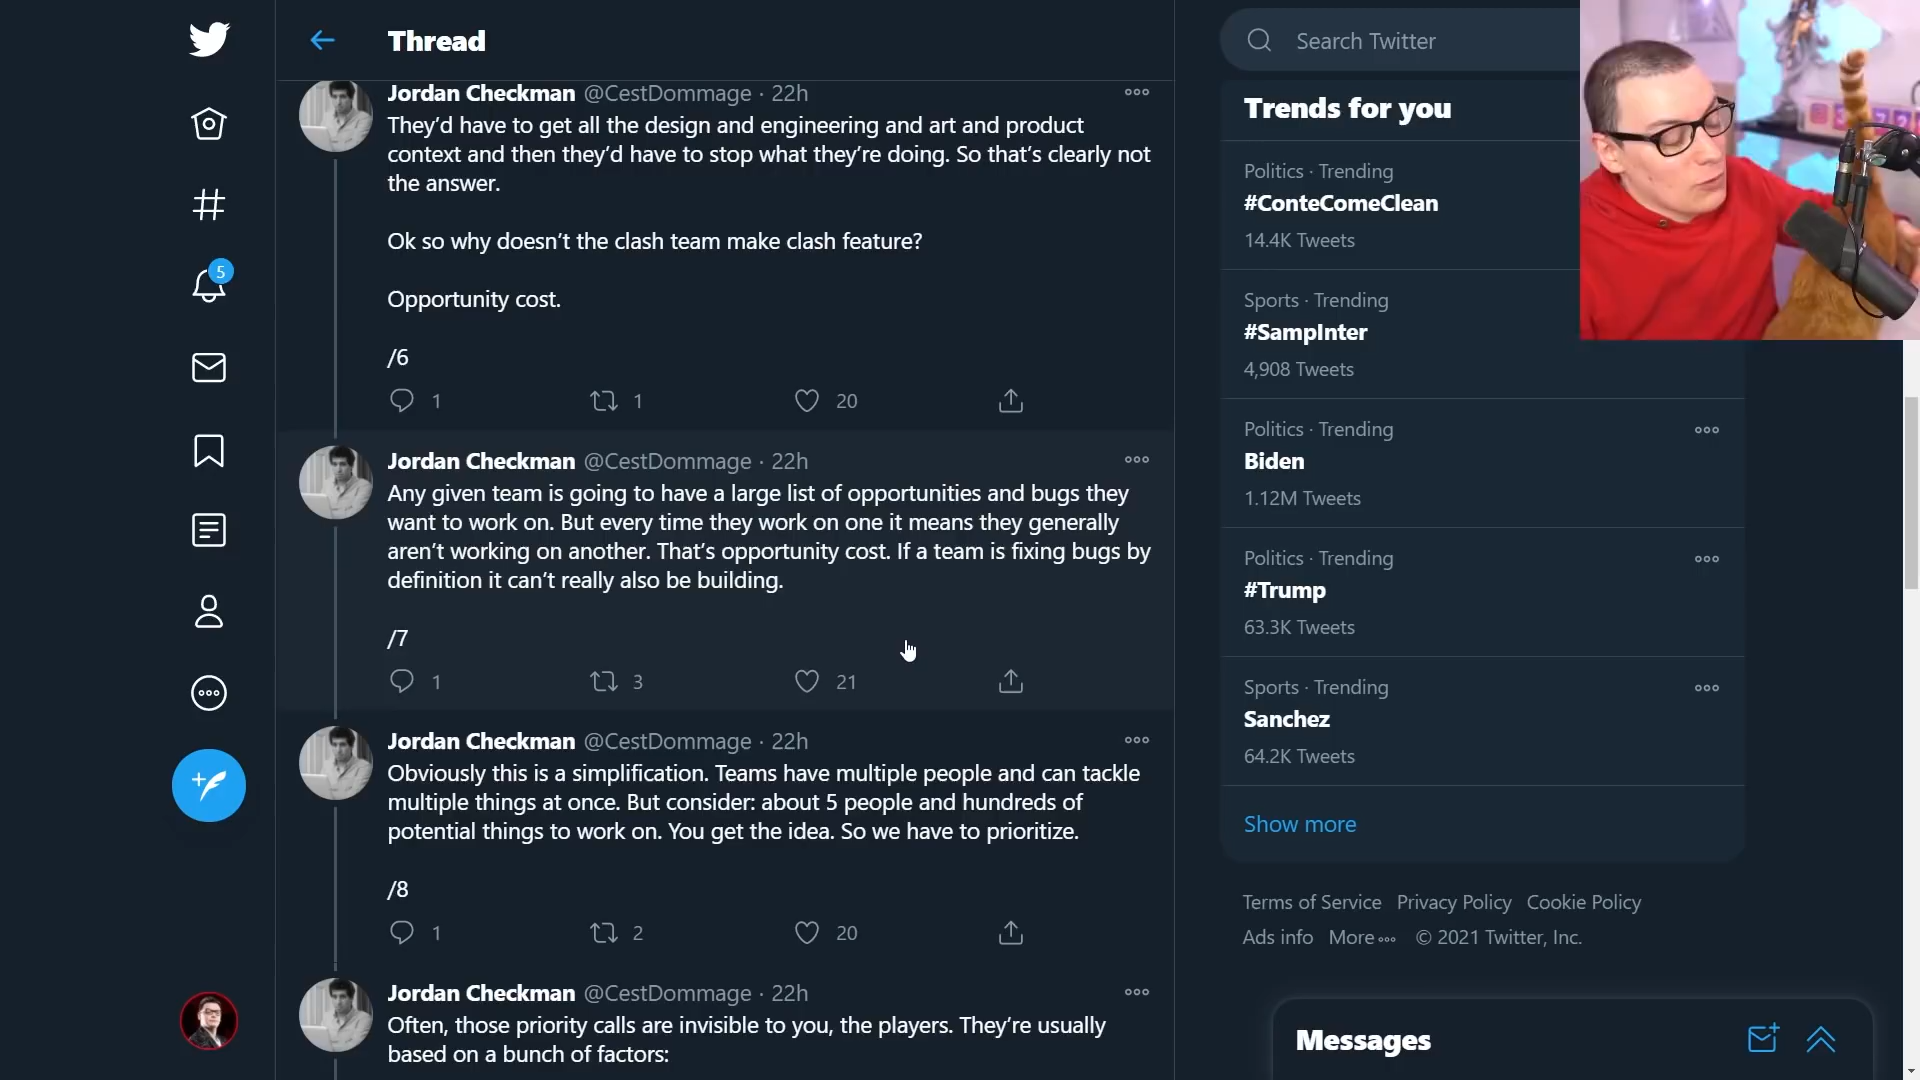 Thread
Jordan Checkman @CestDommage · 22h
They'd have to get all the design and engineering and art and product
context and then they'd have to stop what they're doing. So that's clearly not
the answer.
Ok so why doesn't the clash team make clash feature?
Opportunity cost.
/6
1 1 20
5
Jordan Checkman @CestDommage · 22h
Any given team is going to have a large list of opportunities and bugs they
want to work on. But every time they work on one it means they generally
aren't working on another. That's opportunity cost. If a team is fixing bugs by
definition it can't really also be building.
/7
1 3 21
Jordan Checkman @CestDommage · 22h
Obviously this is a simplification. Teams have multiple people and can tackle
multiple things at once. But consider: about 5 people and hundreds of
potential things to work on. You get the idea. So we have to prioritize.
/8
1 2 20
Jordan Checkman @CestDommage · 22h
Often, those priority calls are invisible to you, the players. They're usually
based on a bunch of factors:
Search Twitter
Trends for you
Politics · Trending
#ConteComeClean
14.4K Tweets
Sports · Trending
#SampInter
4,908 Tweets
Politics · Trending
Biden
1.12M Tweets
Politics · Trending
#Trump
63.3K Tweets
Sports · Trending
Sanchez
64.2K Tweets
Show more
Terms of Service Privacy Policy Cookie Policy
Ads info More © 2021 Twitter, Inc.
Messages